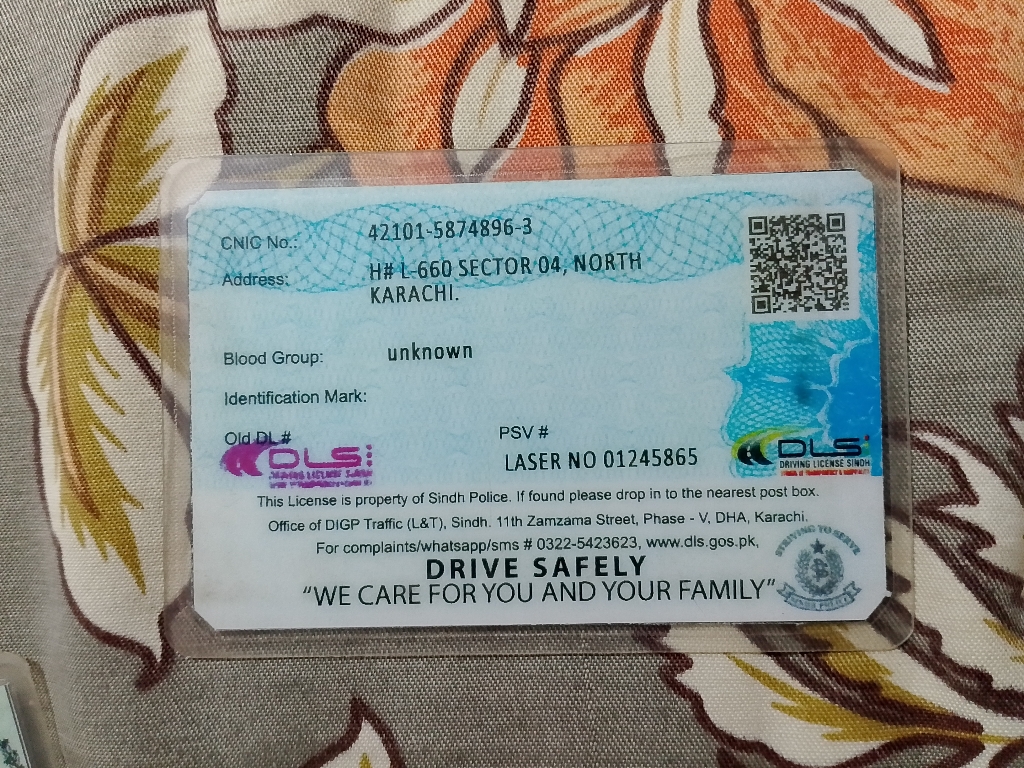 CNIC No.: 42101-5874896-3
Address: H# L-660 SECTOR 04, NORTH
KARACHI.
Blood Group: unknown
Identification Mark:
Old DL # PSV #
DLS
LASER NO 01245865
DLS
DRIVING LICENSE SINDH
This License is property of Sindh Police. If found please drop in to the nearest post box.
Office of DIGP Traffic (L&T), Sindh. 11th Zamzama Street, Phase - V, DHA, Karachi.
For complaints/whatsapp/sms # 0322-5423623, www.dls.gos.pk,
DRIVE SAFELY
“WE CARE FOR YOU AND YOUR FAMILY”
STRIVING TO SERVE
SINDH POLICE